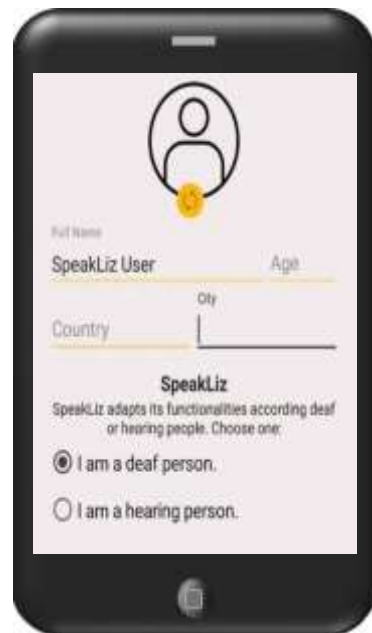 Full Name
SpeakLiz User Age
City
Country
SpeakLiz
SpeakLiz adapts its functionalities according deaf
or hearing people. Choose one:
I am a deaf person.
I am a hearing person.